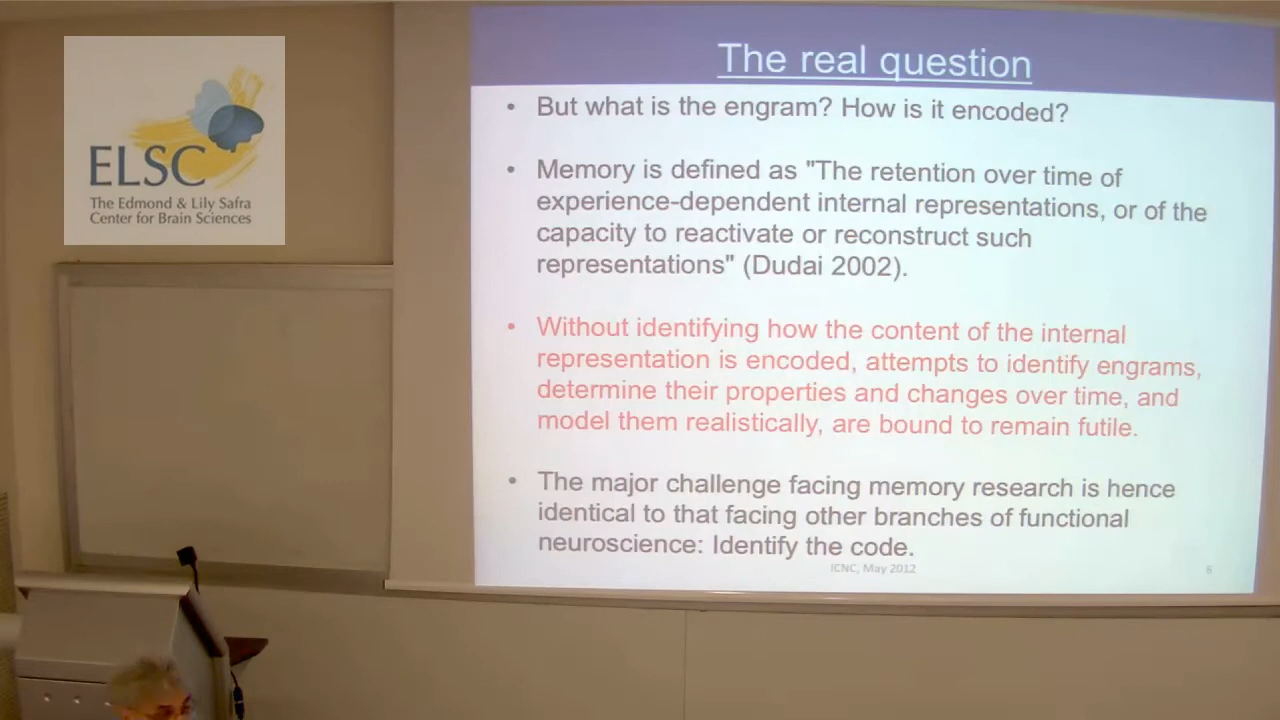 ELSC
The Edmond & Lily Safra
Center for Brain Sciences
The real question
• But what is the engram? How is it encoded?
• Memory is defined as "The retention over time of
experience-dependent internal representations, or of the
capacity to reactivate or reconstruct such
representations" (Dudai 2002).
• Without identifying how the content of the internal
representation is encoded, attempts to identify engrams,
determine their properties and changes over time, and
model them realistically, are bound to remain futile.
• The major challenge facing memory research is hence
identical to that facing other branches of functional
neuroscience: Identify the code.
ICNC, May 2012
6